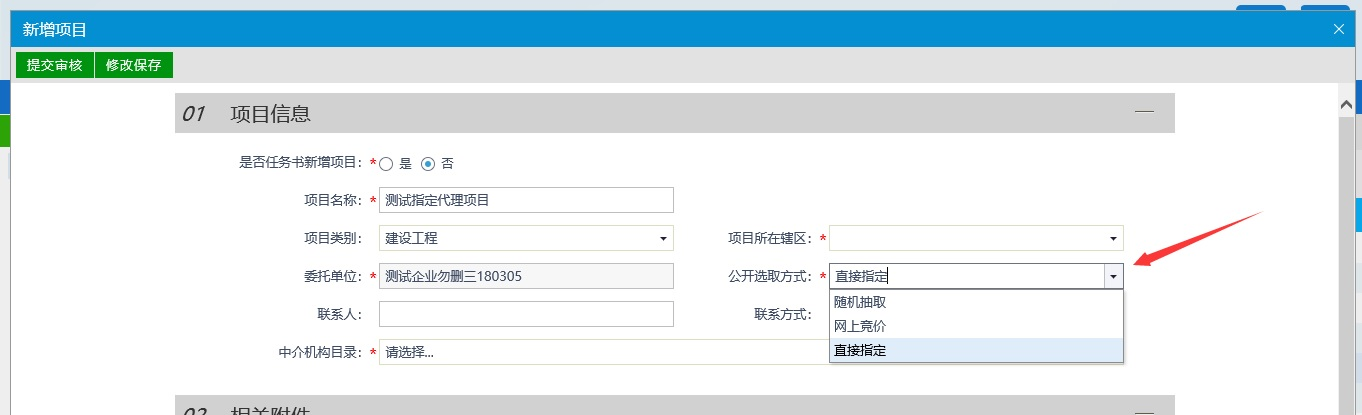 新增项目
提交审核 修改保存
01 项目信息
是否任务书新增项目： * 是 否
项目名称： * 测试指定代理项目
项目类别： * 建设工程 项目所在辖区： *
委托单位： * 测试企业勿删三180305 公开选取方式： * 直接指定
随机抽取
联系人： 联系方式：
网上竞价
中介机构目录： * 请选择... 直接指定
02 相关附件